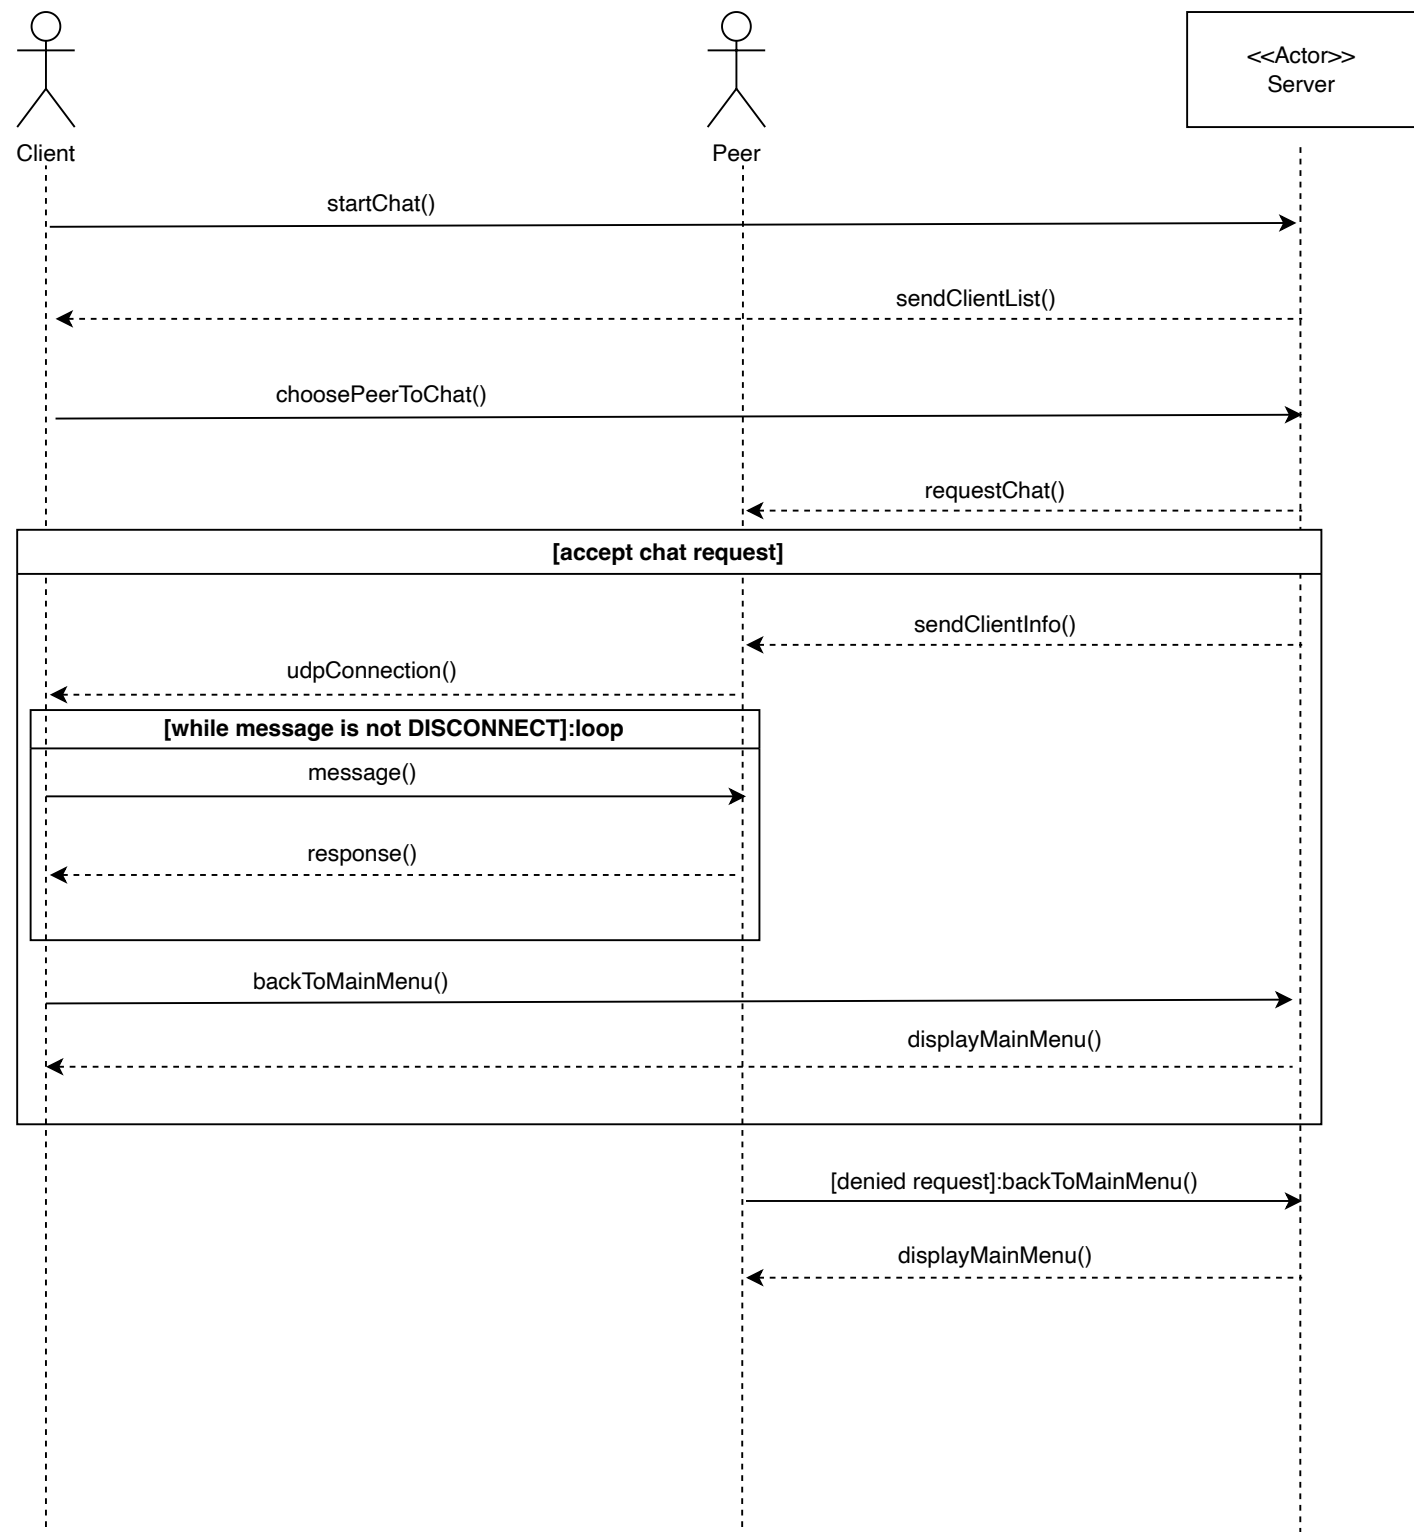 <<Actor>>
Server
Client
Peer
startChat()
sendClientList()
choosePeerToChat()
requestChat()
[accept chat request]
sendClientInfo()
udpConnection()
[while message is not DISCONNECT]:loop
message()
response()
backToMainMenu()
displayMainMenu()
[denied request]:backToMainMenu()
displayMainMenu()